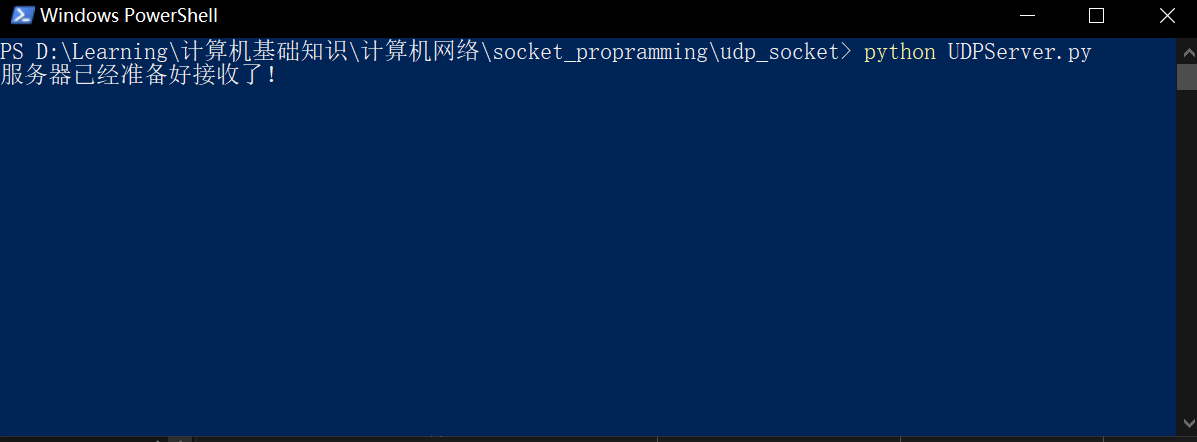 Windows PowerShell
PS D:\Learning\计算机基础知识\计算机网络\socket_propramming\udp_socket> python UDPServer.py
服务器已经准备好接收了!